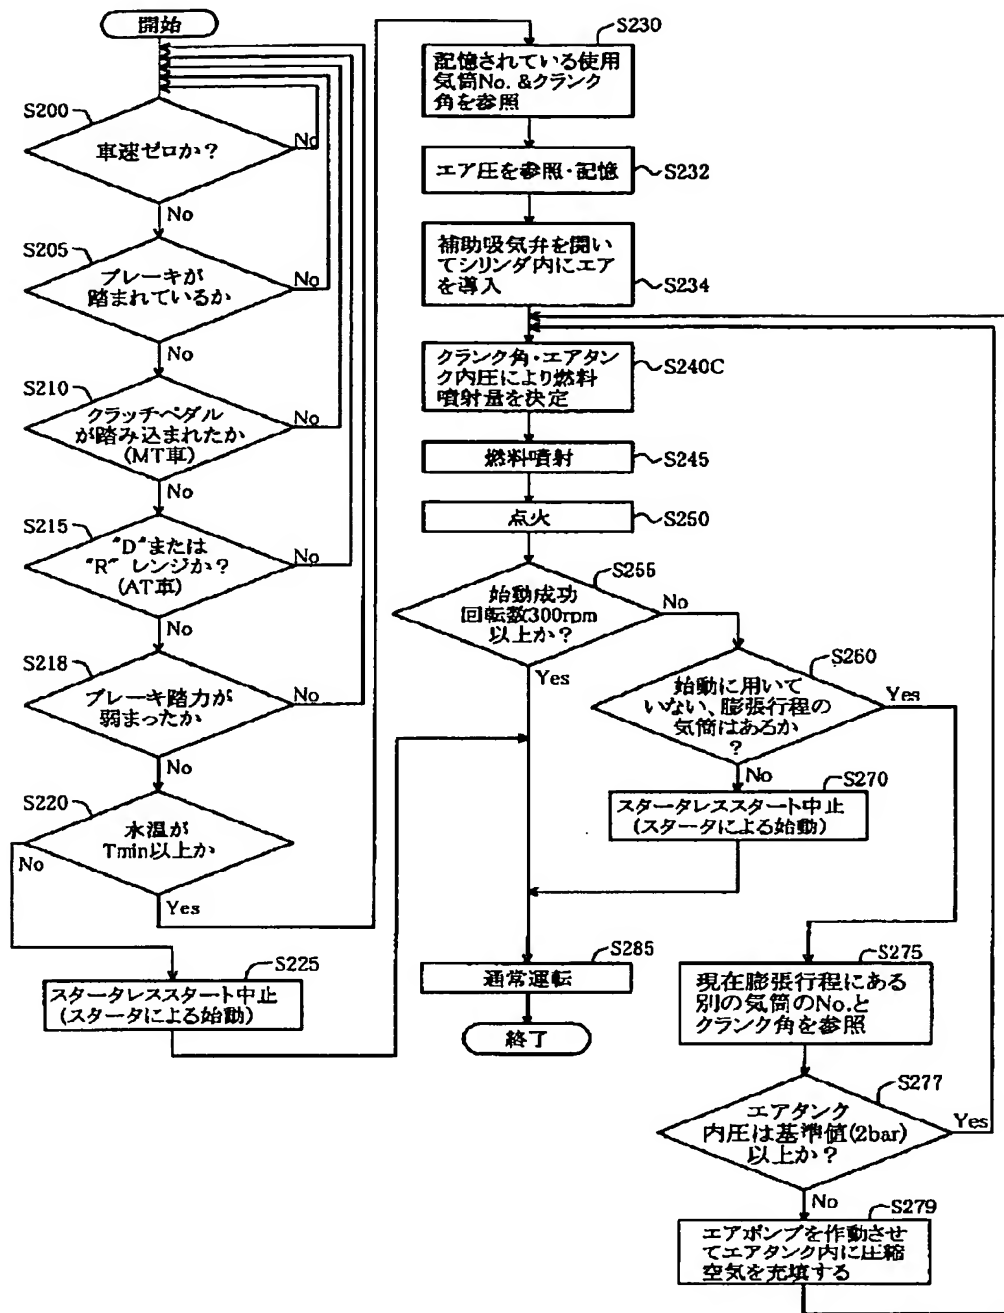 開始
S200
車速ゼロか？
No
No
S205
ブレーキが
踏まれているか
No
No
S210
クラッチペダル
が踏み込まれたか
(MT車)
No
No
S215
"D"または
"R" レンジか？
(AT車)
No
No
S218
ブレーキ踏力が
弱まったか
No
No
S220
水温が
Tmin以上か
No
Yes
S225
スタータレススタート中止
(スタータによる始動)
S230
記憶されている使用
気筒No.&クランク
角を参照
エア圧を参照・記憶
S232
補助吸気弁を開い
てシリンダ内にエア
を導入
S234
クランク角・エアタン
ク内圧により燃料
噴射量を決定
S240C
燃料噴射
S245
点火
S250
S255
始動成功
回転数300rpm
以上か？
No
Yes
S260
始動に用いて
いない、膨張行程の
気筒はあるか
？
Yes
No
S270
スタータレススタート中止
(スタータによる始動)
S285
通常運転
終了
S275
現在膨張行程にある
別の気筒のNo.と
クランク角を参照
S277
エアタンク
内圧は基準値(2bar)
以上か？
Yes
No
S279
エアポンプを作動させ
てエアタンク内に圧縮
空気を充填する